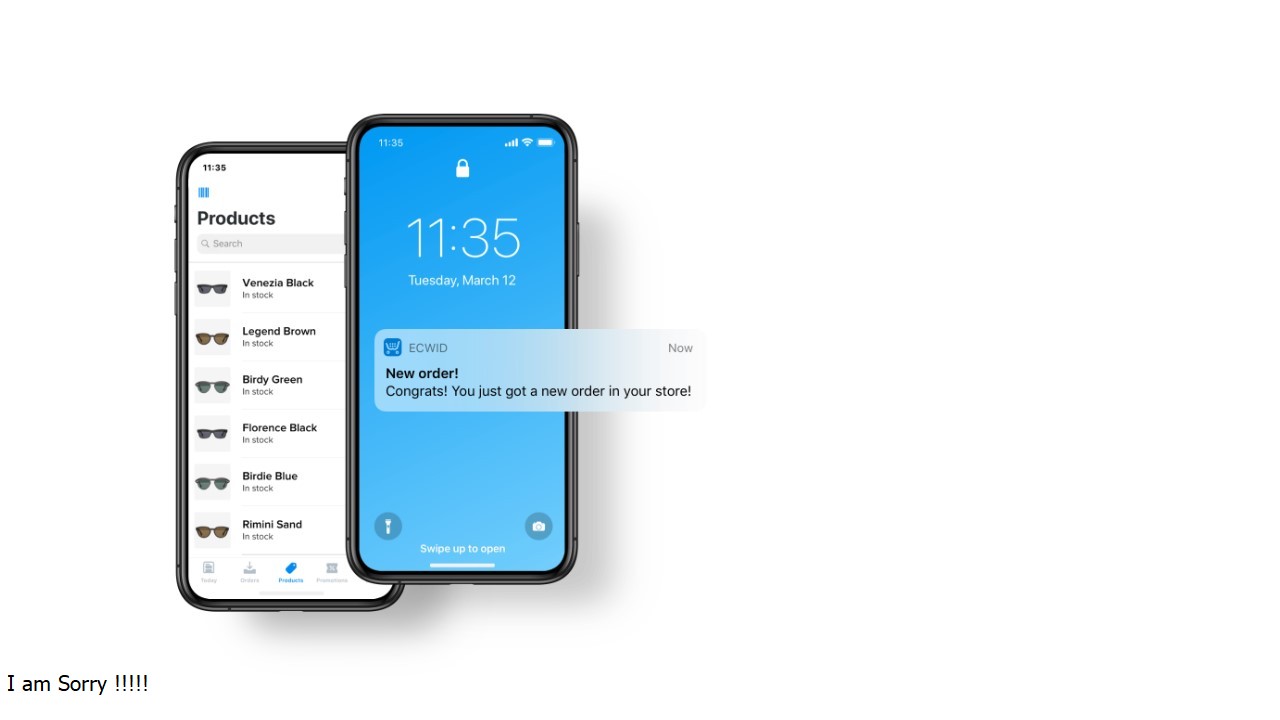 11:35
Products
Search
Venezia Black
In stock
Legend Brown
In stock
Birdy Green
In stock
Florence Black
In stock
Birdie Blue
In stock
Rimini Sand
In stock
Today
Orders
Products
Promotions
11:35
11:35
Tuesday, March 12
ECWID
Now
New order!
Congrats! You just got a new order in your store!
Swipe up to open
I am Sorry !!!!!